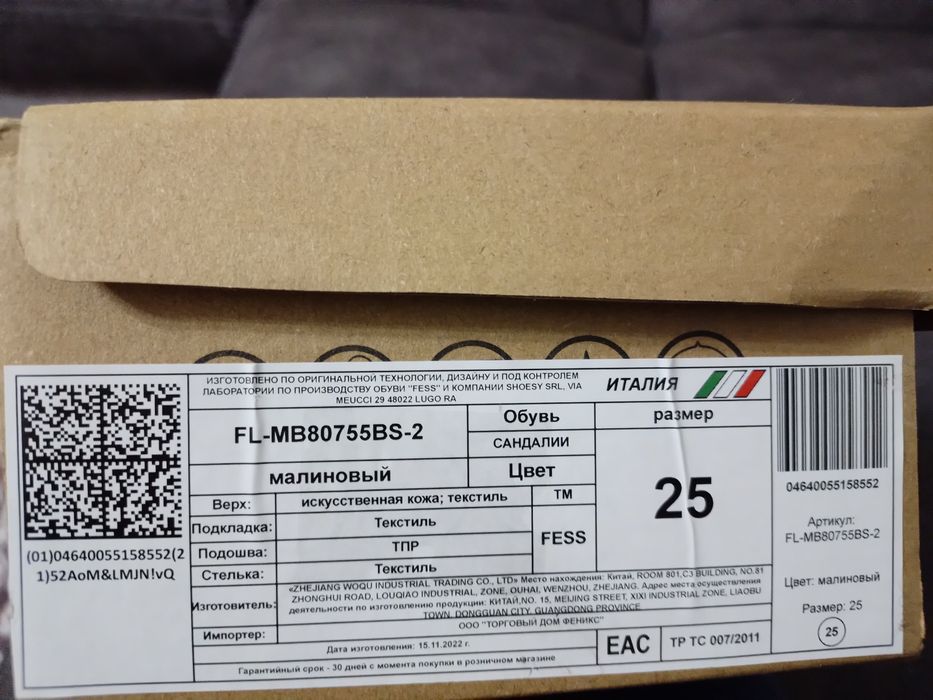 ИЗГОТОВЛЕНО ПО ОРИГИНАЛЬНОЙ ТЕХНОЛОГИИ, ДИЗАЙНУ И ПОД КОНТРОЛЕМ
ЛАБОРАТОРИИ ПО ПРОИЗВОДСТВУ ОБУВИ "FESS" И КОМПАНИИ SHOESY SRL, VIA
MEUCCI 29 48022 LUGO RA
ИТАЛИЯ
FL-MB80755BS-2
Обувь
размер
САНДАЛИИ
малиновый
Цвет
25
Верх:
искусственная кожа; текстиль
ТМ
Подкладка:
Текстиль
FESS
Подошва:
ТПР
Стелька:
Текстиль
Изготовитель:
«ZHEJIANG WOQU INDUSTRIAL TRADING CO., LTD» Место нахождения: Китай, ROOM 801,C3 BUILDING, NO.81
ZHONGHUI ROAD, LOUQIAO INDUSTRIAL, ZONE, OUHAI, WENZHOU, ZHEJIANG. Адрес места осуществления
деятельности по изготовлению продукции: КИТАЙ,NO. 15, MEIJING STREET, XIXI INDUSTRIAL ZONE, LIAOBU
TOWN, DONGGUAN CITY, GUANGDONG PROVINCE
Импортер:
ООО "ТОРГОВЫЙ ДОМ ФЕНИКС"
Дата изготовления: 15.11.2022 г.
EAC
ТР ТС 007/2011
Гарантийный срок - 30 дней с момента покупки в розничном магазине
(01)04640055158552(2
1)52AoM&LMJN!vQ
04640055158552
Артикул:
FL-MB80755BS-2
Цвет: малиновый
Размер: 25
25